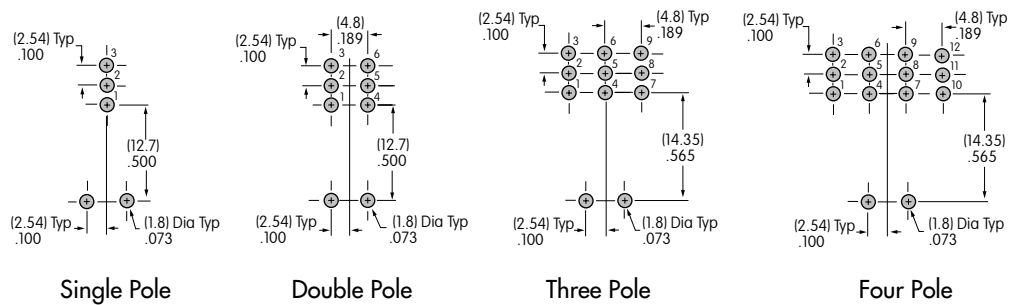 (2.54) Typ
.100
3
2
1
(12.7)
.500
(2.54) Typ
.100
(1.8) Dia Typ
.073
Single Pole
(4.8)
.189
(2.54) Typ
.100
3 6
2 5
1 4
(12.7)
.500
(2.54) Typ
.100
(1.8) Dia Typ
.073
Double Pole
(4.8) Typ
.189
(2.54) Typ
.100
3 6 9
2 5 8
1 4 7
(14.35)
.565
(2.54) Typ
.100
(1.8) Dia Typ
.073
Three Pole
(4.8) Typ
.189
(2.54) Typ
.100
3 6 9 12
2 5 8 11
1 4 7 10
(14.35)
.565
(2.54) Typ
.100
(1.8) Dia Typ
.073
Four Pole